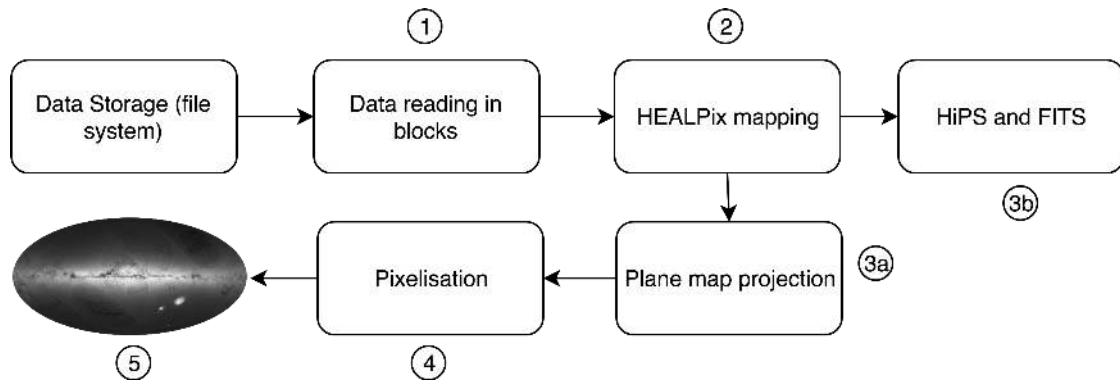 1
2
Data Storage (file
system)
Data reading in
blocks
HEALPix mapping
HiPS and FITS
3b
Pixelisation
Plane map projection
3a
5
4